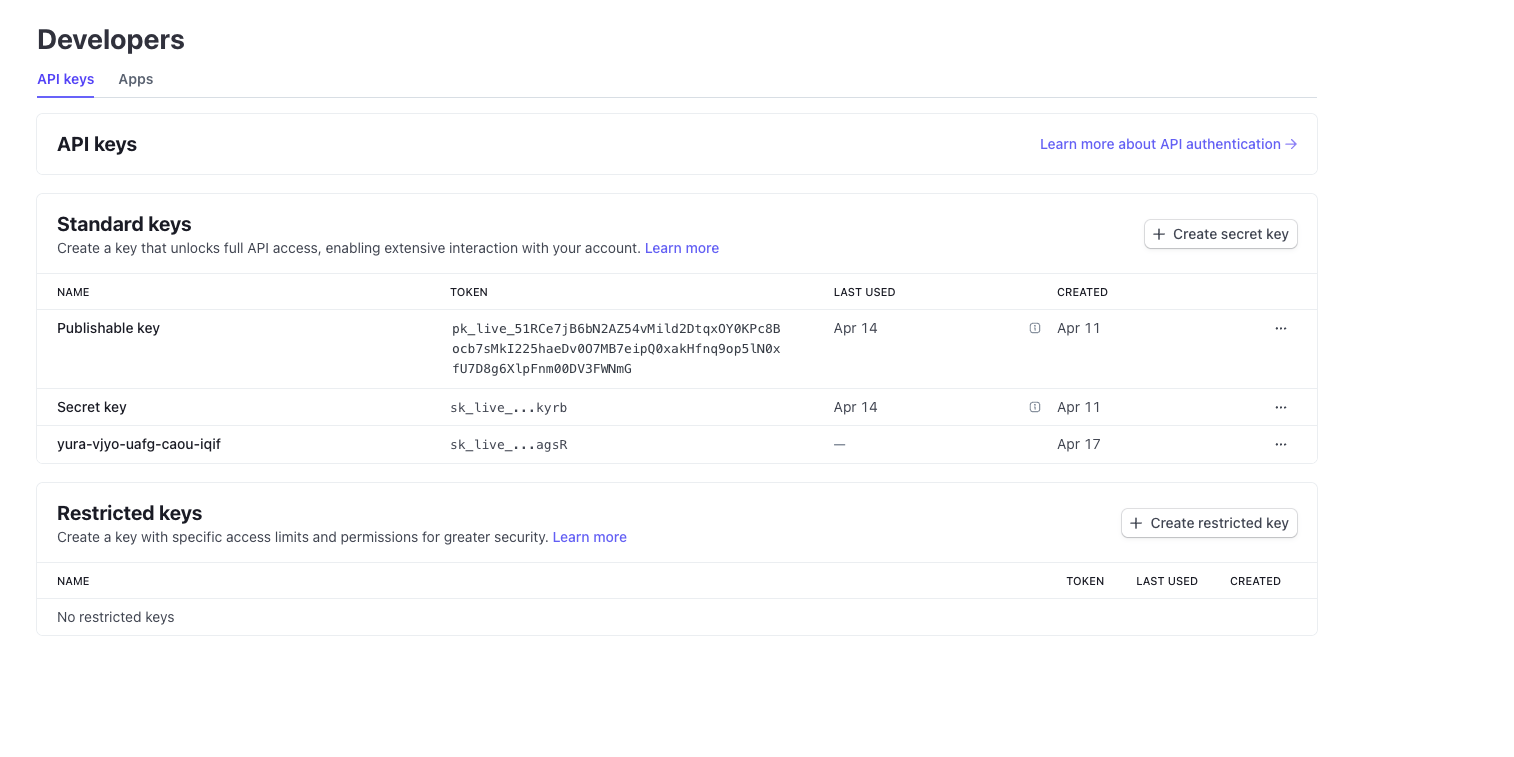 Developers
API keys Apps
API keys
Learn more about API authentication →
Standard keys
Create a key that unlocks full API access, enabling extensive interaction with your account. Learn more
+ Create secret key
NAME TOKEN LAST USED CREATED
Publishable key pk_live_51RCe7jB6bN2AZ54vMild2DtqxOY0KPc8B Apr 14 Apr 11 ...
ocb7sMkI225haeDv0O7MB7eipQ0xakHfnq9op5lN0x
fU7D8g6XlpFnm00DV3FWNmG
Secret key sk_live_...kyrb Apr 14 Apr 11 ...
yura-vjyo-uafg-caou-iqif sk_live_...agsR — Apr 17 ...
Restricted keys
Create a key with specific access limits and permissions for greater security. Learn more
+ Create restricted key
NAME TOKEN LAST USED CREATED
No restricted keys